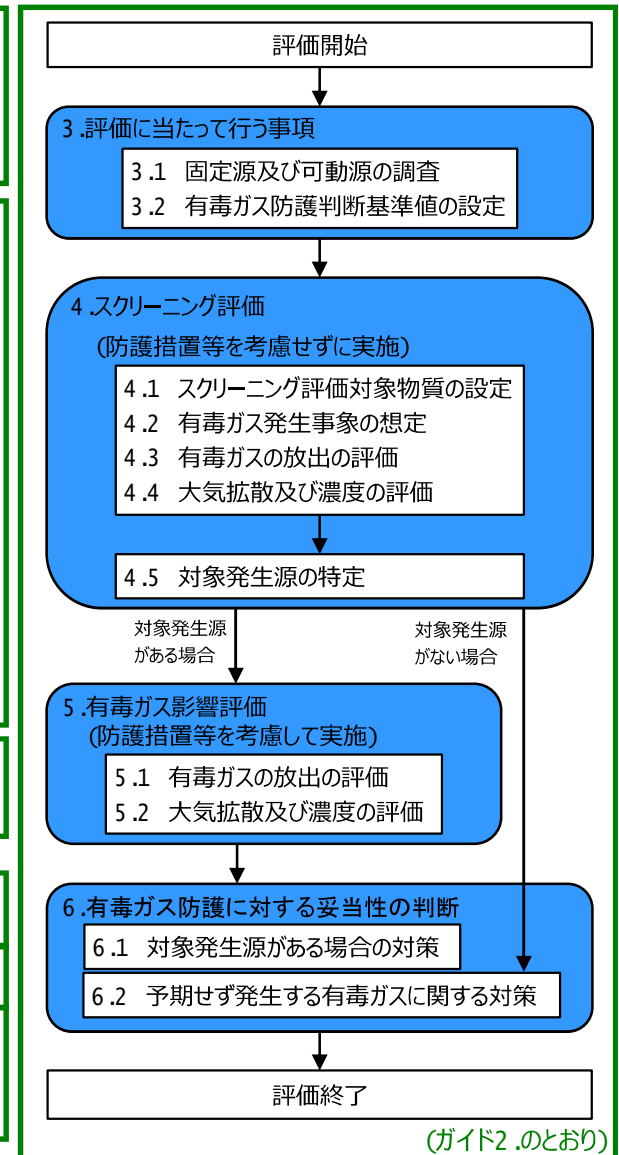 評価開始
3.評価に当たって行う事項
3.1 固定源及び可動源の調査
3.2 有毒ガス防護判断基準値の設定
4.スクリーニング評価
(防護措置等を考慮せずに実施)
4.1 スクリーニング評価対象物質の設定
4.2 有毒ガス発生事象の想定
4.3 有毒ガスの放出の評価
4.4 大気拡散及び濃度の評価
4.5 対象発生源の特定
対象発生源
がある場合
対象発生源
がない場合
5.有毒ガス影響評価
(防護措置等を考慮して実施)
5.1 有毒ガスの放出の評価
5.2 大気拡散及び濃度の評価
6.有毒ガス防護に対する妥当性の判断
6.1 対象発生源がある場合の対策
6.2 予期せず発生する有毒ガスに関する対策
評価終了
(ガイド2.のとおり)